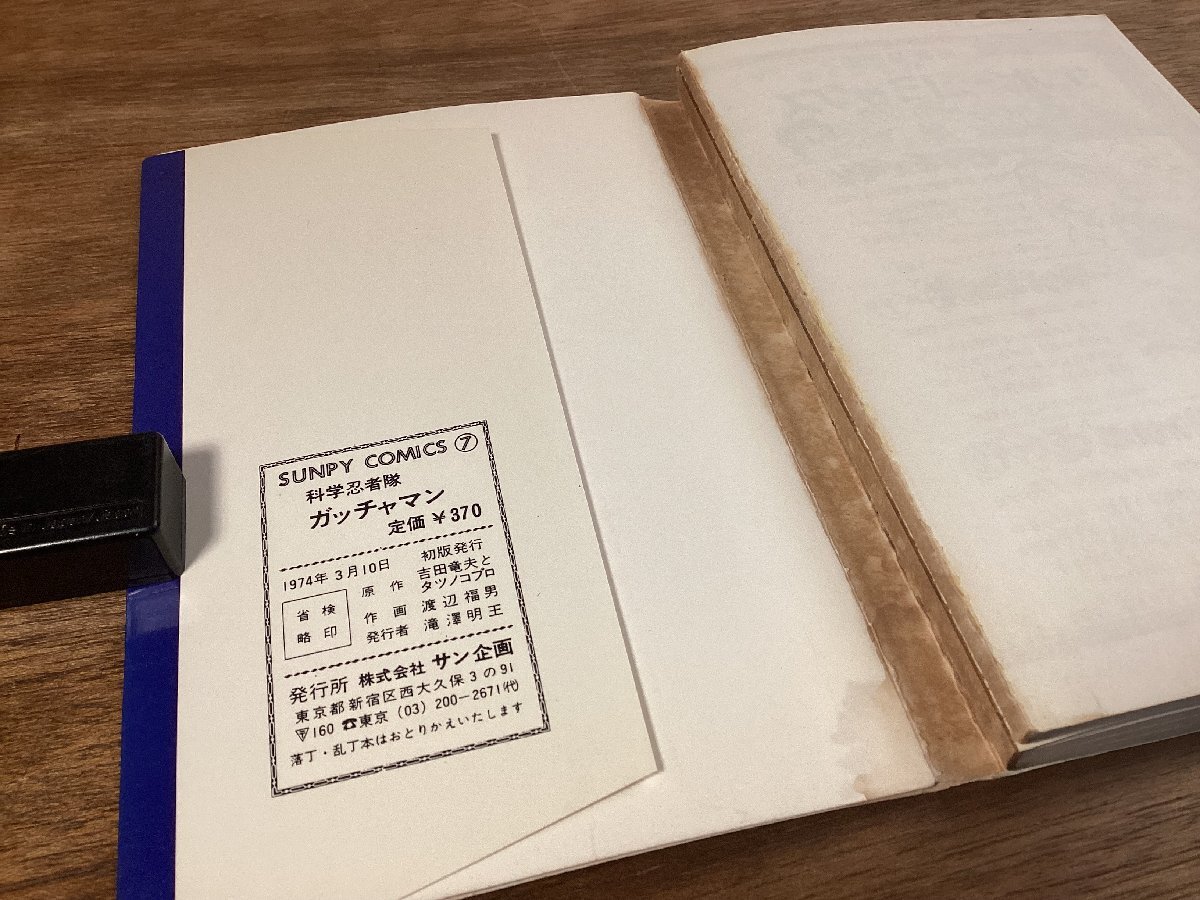 SUNPY COMICS ⑦
科学忍者隊
ガッチャマン
定価 ¥370
1974年3月10日 初版発行
検印
省略
原作 吉田竜夫と
タツノコプロ
作画 渡辺福男
発行者 滝澤明王
発行所 株式会社 サン企画
東京都新宿区西大久保3の91
〒160 ☎東京 (03) 200-2671(代)
落丁・乱丁本はおとりかえいたします